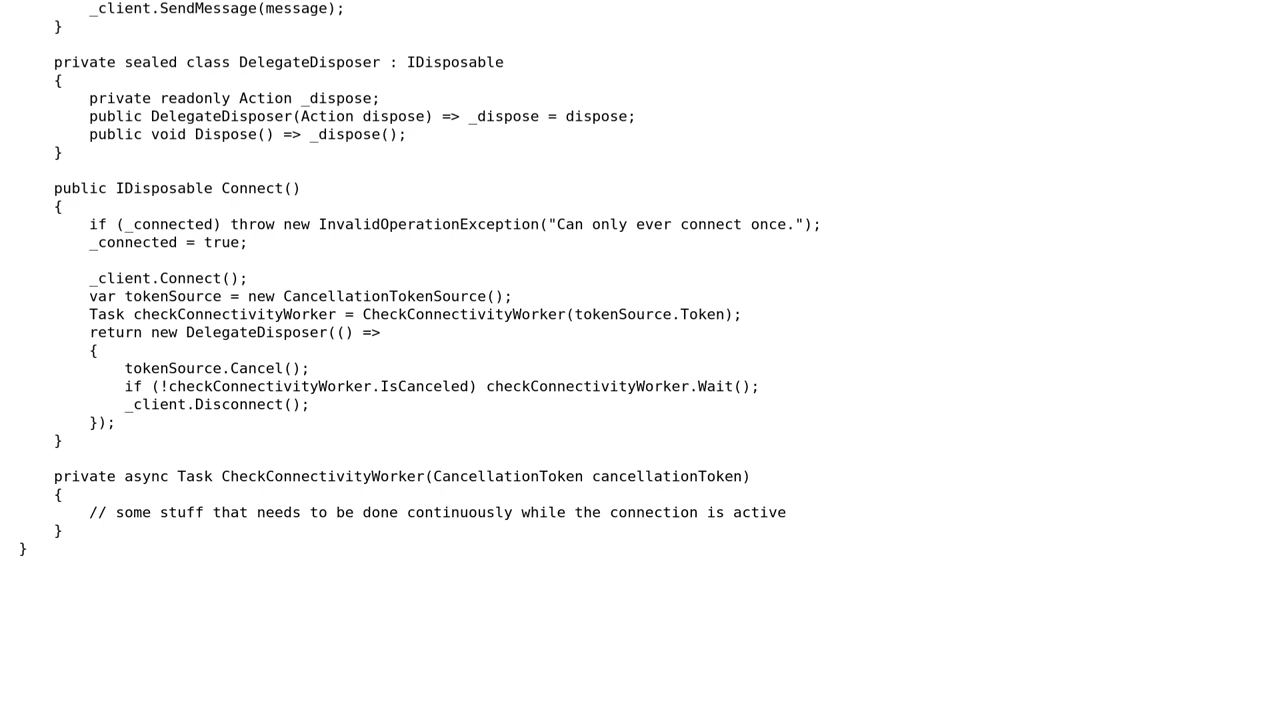 _client.SendMessage(message);
}
private sealed class DelegateDisposer : IDisposable
{
private readonly Action _dispose;
public DelegateDisposer(Action dispose) => _dispose = dispose;
public void Dispose() => _dispose();
}
public IDisposable Connect()
{
if (_connected) throw new InvalidOperationException("Can only ever connect once.");
_connected = true;
_client.Connect();
var tokenSource = new CancellationTokenSource();
Task checkConnectivityWorker = CheckConnectivityWorker(tokenSource.Token);
return new DelegateDisposer(() =>
{
tokenSource.Cancel();
if (!checkConnectivityWorker.IsCanceled) checkConnectivityWorker.Wait();
_client.Disconnect();
});
}
private async Task CheckConnectivityWorker(CancellationToken cancellationToken)
{
// some stuff that needs to be done continuously while the connection is active
}
}